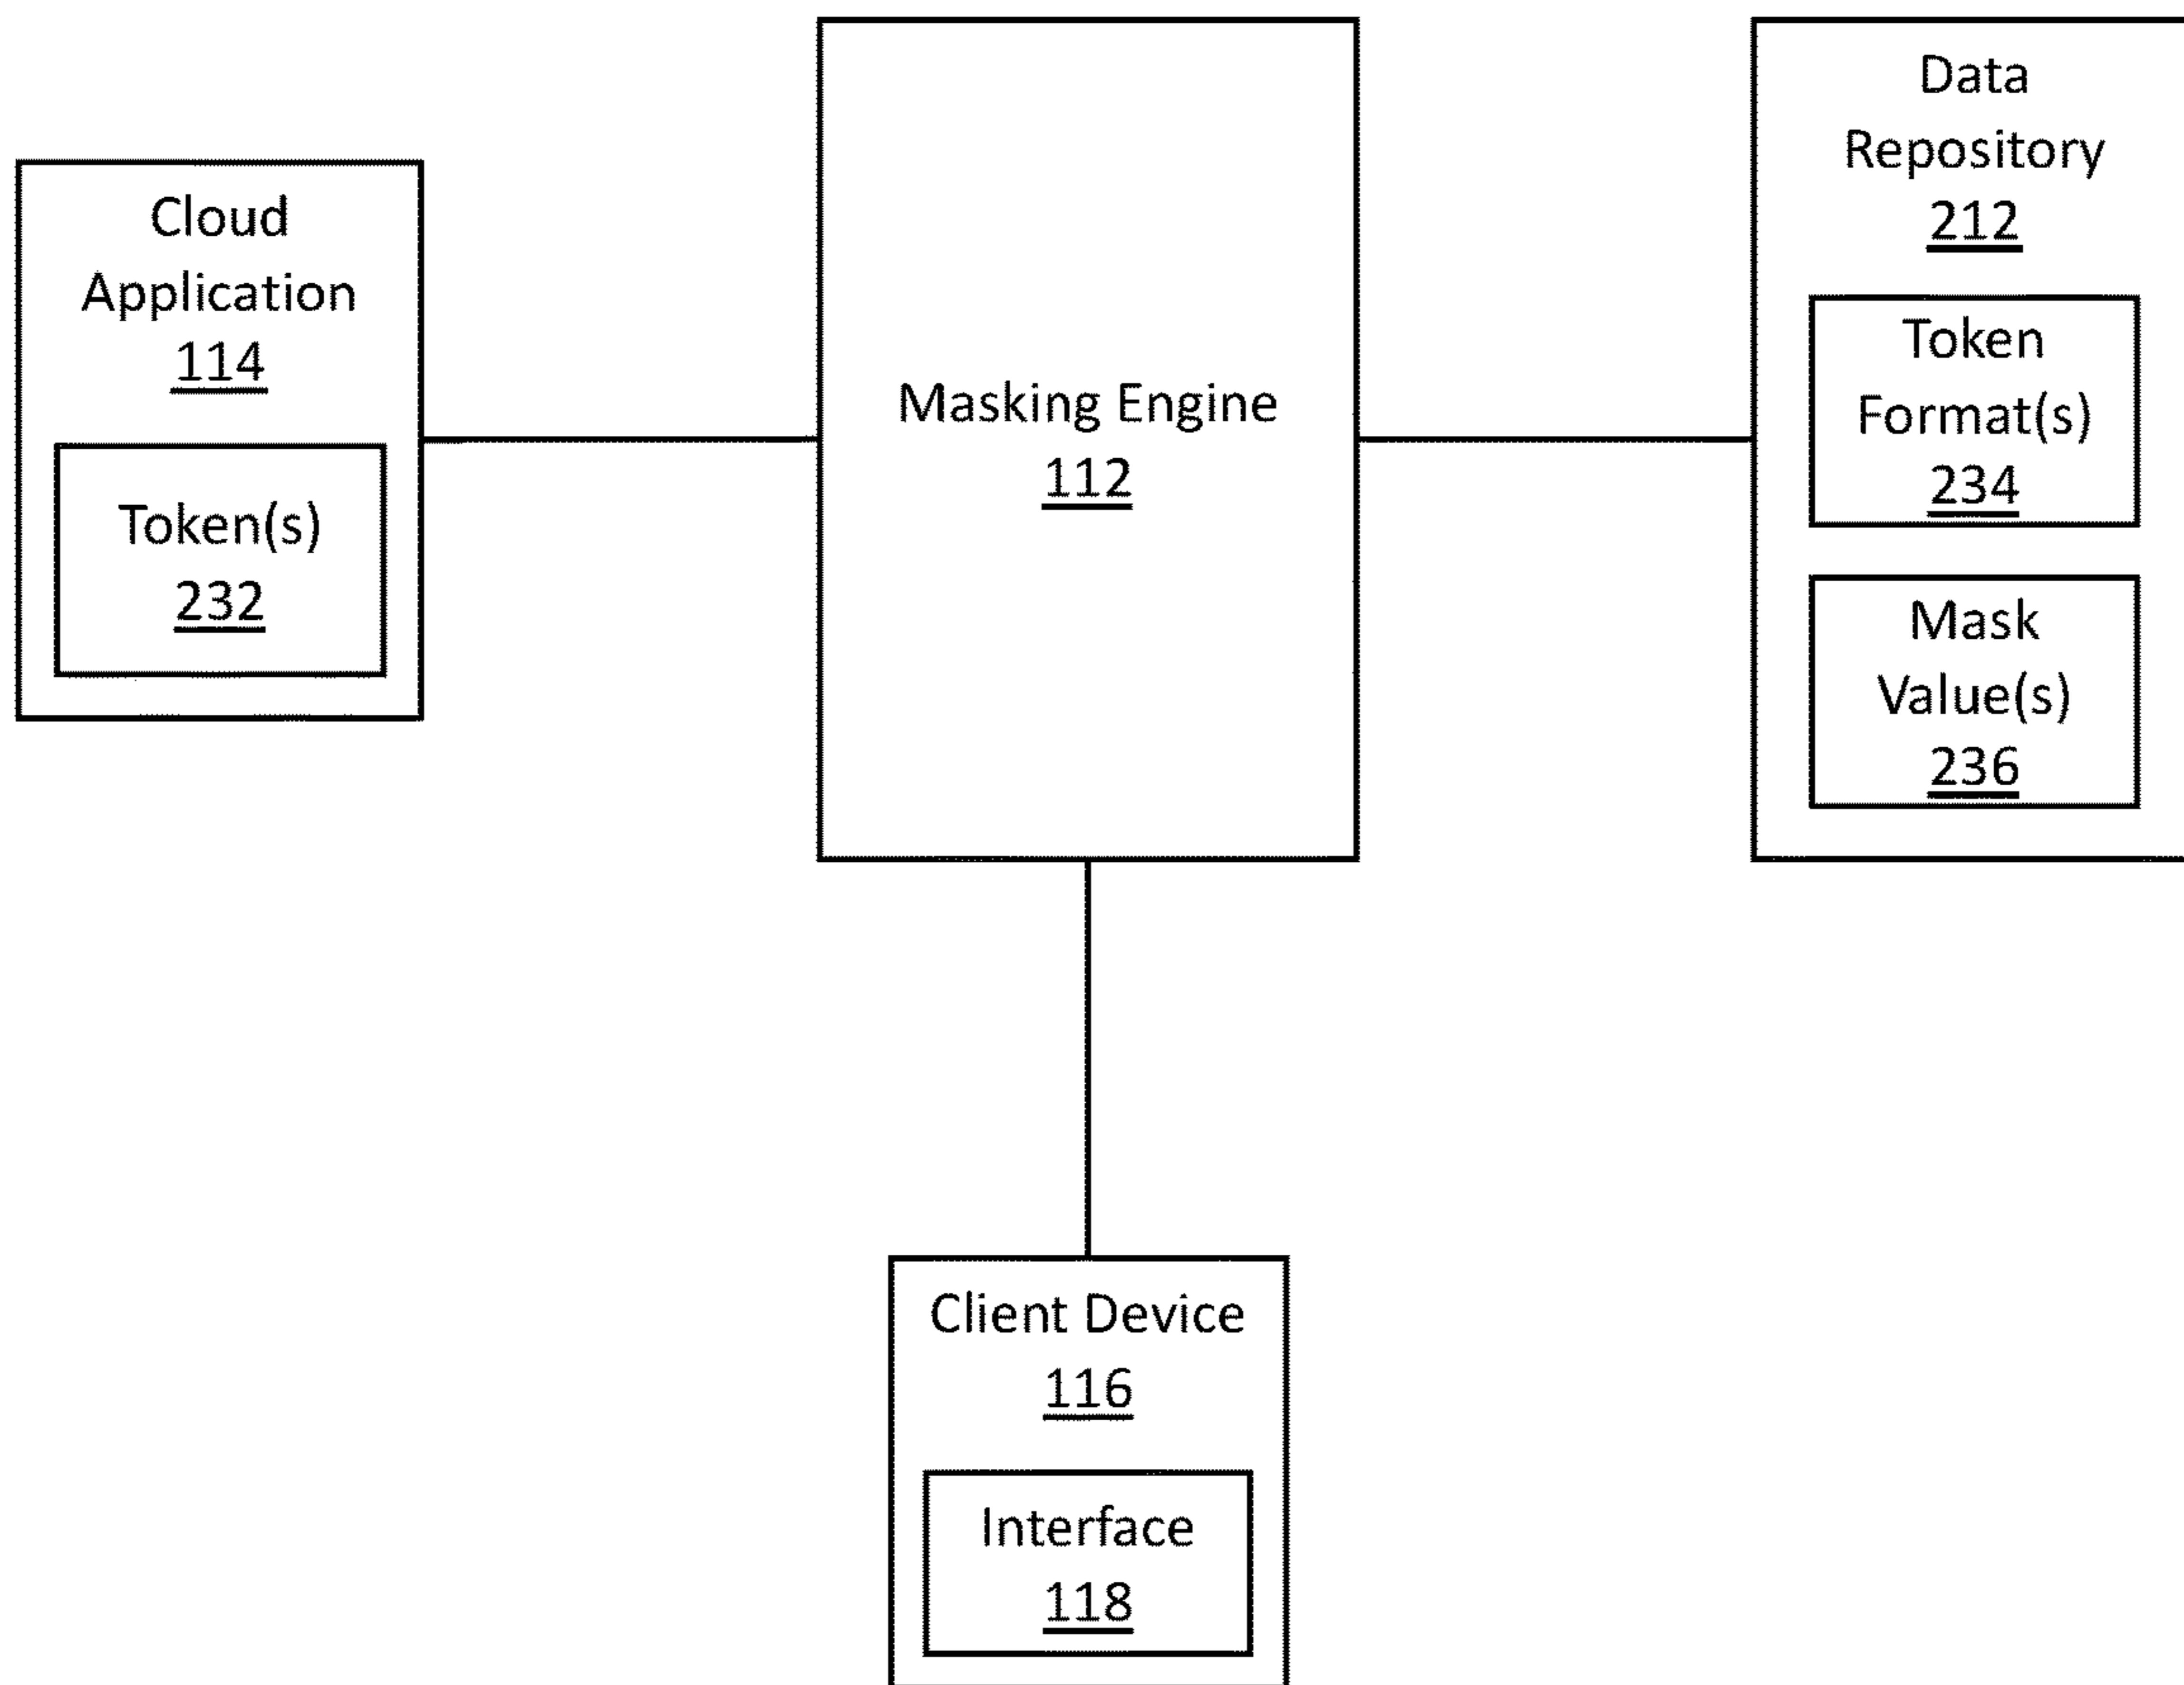 Cloud
Application
114
Token(s)
232
Masking Engine
112
Data
Repository
212
Token
Format(s)
234
Mask
Value(s)
236
Client Device
116
Interface
118